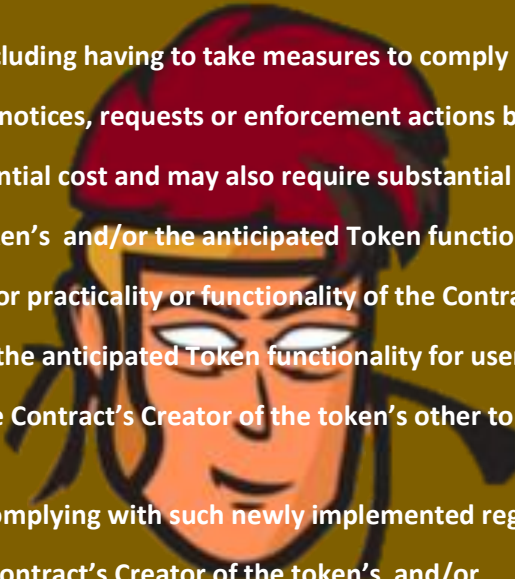 cluding having to take measures to comply
notices, requests or enforcement actions b
ntial cost and may also require substantial
en's and/or the anticipated Token functio
or practicality or functionality of the Contra
the anticipated Token functionality for user
e Contract's Creator of the token's other to
omplying with such newly implemented reg
ontract's Creator of the token's and/or